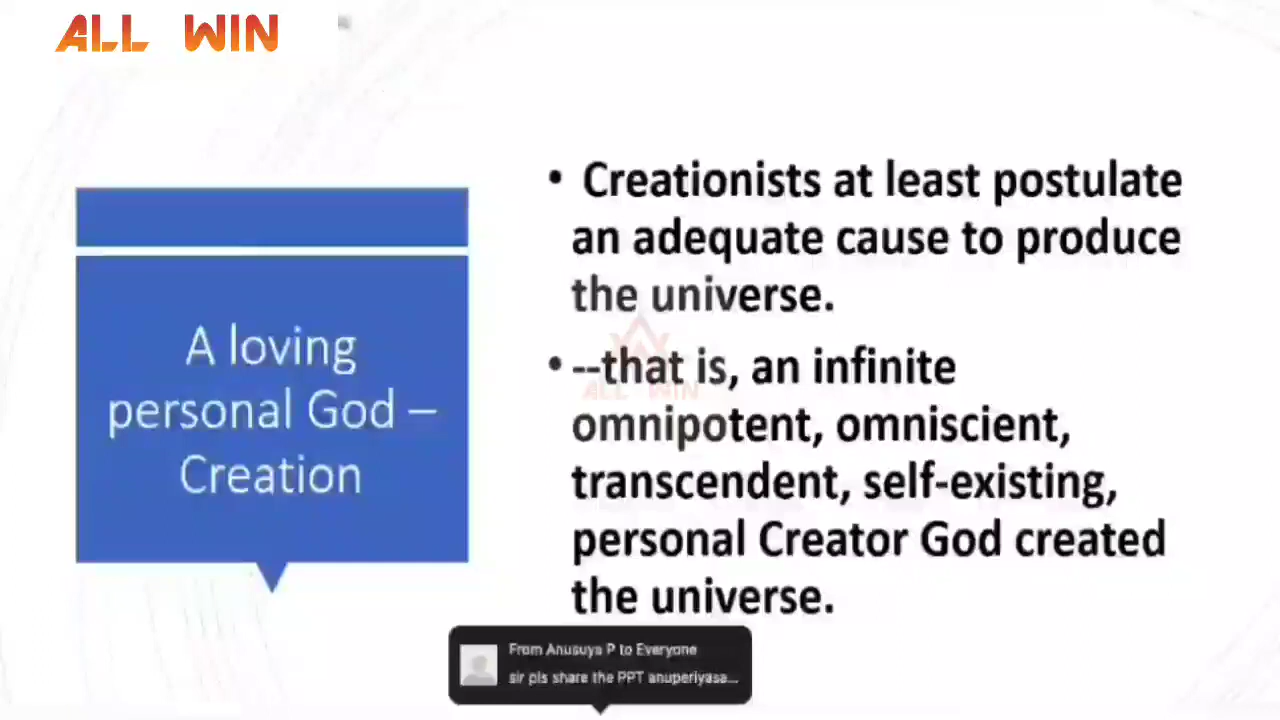 ALL WIN
A loving
personal God –
Creation
• Creationists at least postulate
an adequate cause to produce
the universe.
• --that is, an infinite
omnipotent, omniscient,
transcendent, self-existing,
personal Creator God created
the universe.
ALL WIN
From Anusuya P to Everyone
sir pls share the PPT anuperiyasa...